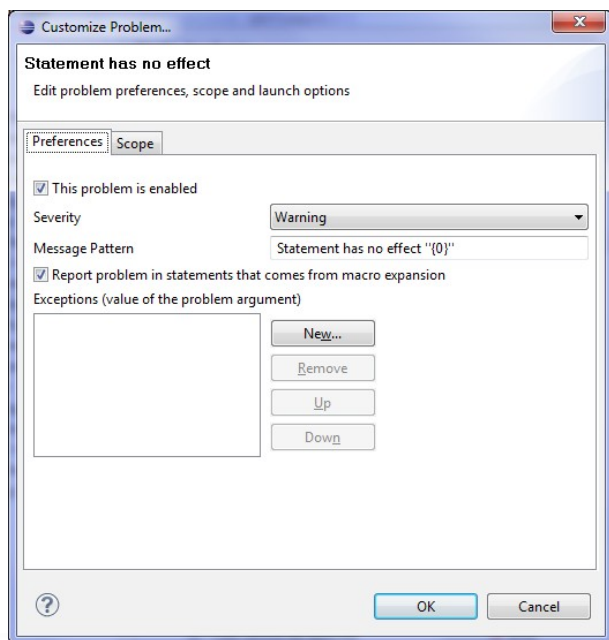 Customize Problem...
Statement has no effect
Edit problem preferences, scope and launch options
Preferences Scope
This problem is enabled
Severity Warning
Message Pattern Statement has no effect ''{0}''
Report problem in statements that comes from macro expansion
Exceptions (value of the problem argument)
New...
Remove
Up
Down
OK Cancel